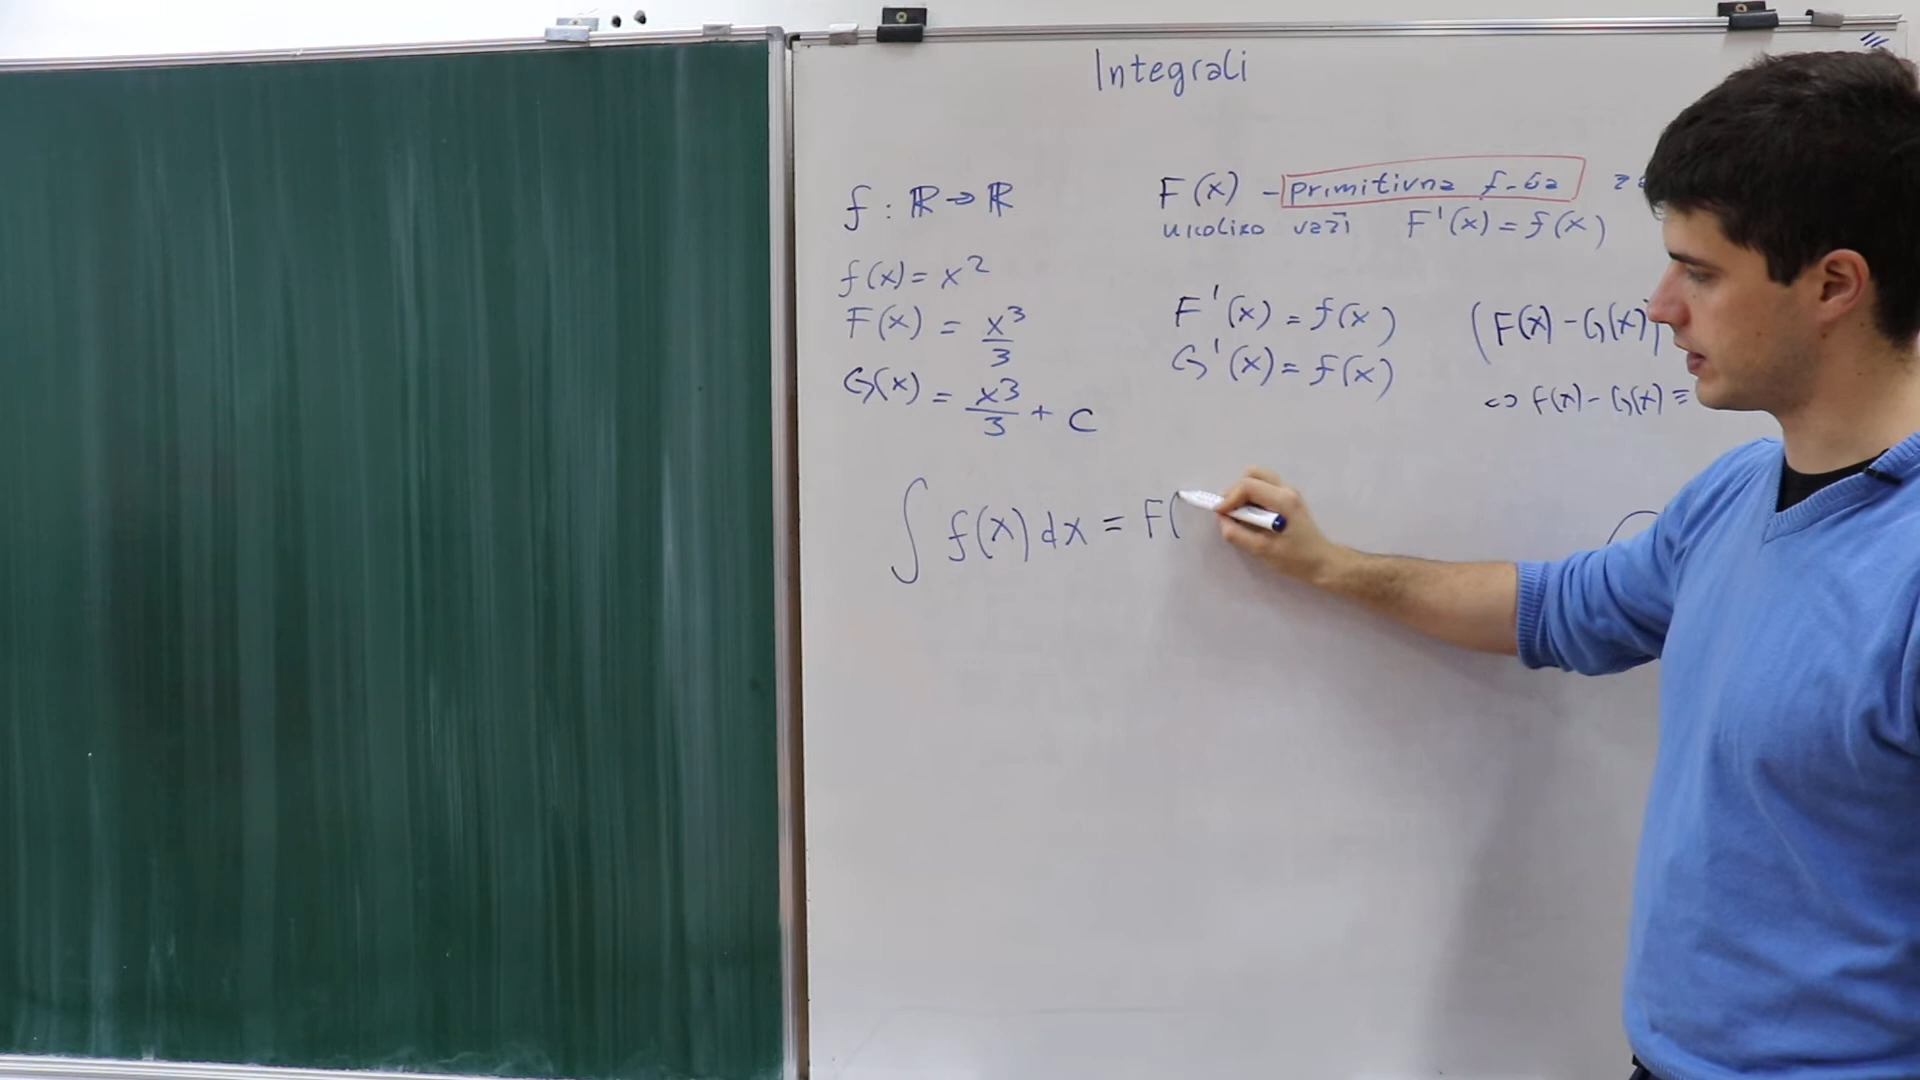 Integrali
f : ℝ → ℝ
f(x) = x²
F(x) = x³/3
G(x) = x³/3 + C
F(x) - primitivna f-ja
ukoliko važi F'(x) = f(x)
F'(x) = f(x)
G'(x) = f(x)
(F(x) - G(x))
<=> F(x) - G(x) ≡
∫ f(x) dx = F(